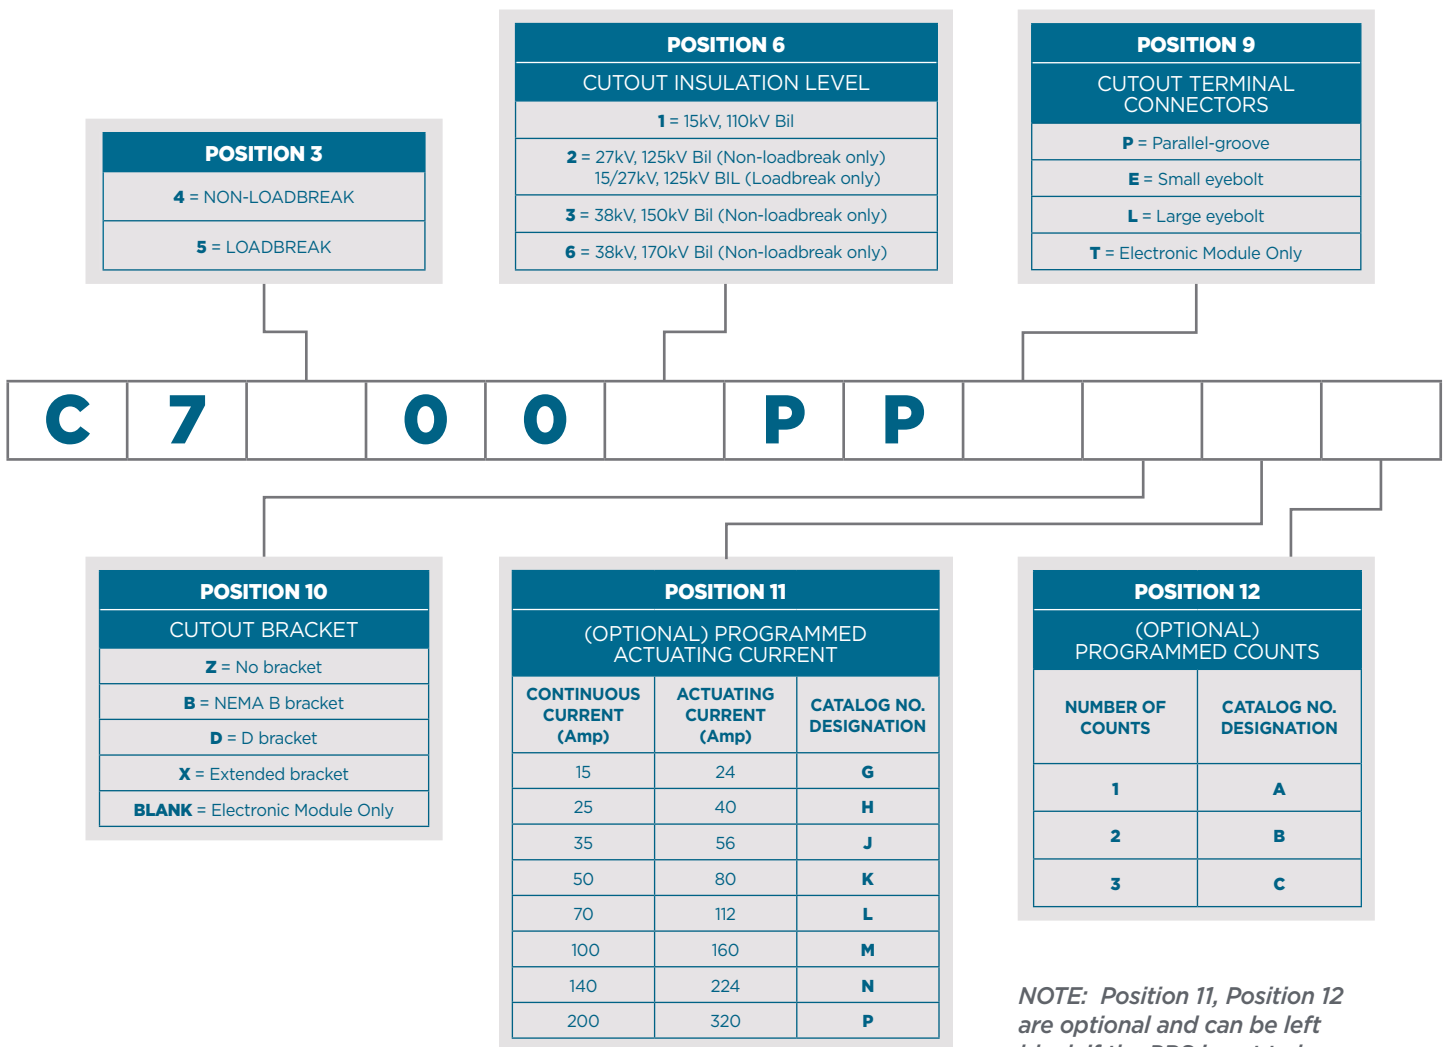 POSITION 3
4 = NON-LOADBREAK
5 = LOADBREAK
POSITION 6
CUTOUT INSULATION LEVEL
1 = 15kV, 110kV Bil
2 = 27kV, 125kV Bil (Non-loadbreak only)
15/27kV, 125kV BIL (Loadbreak only)
3 = 38kV, 150kV Bil (Non-loadbreak only)
6 = 38kV, 170kV Bil (Non-loadbreak only)
POSITION 9
CUTOUT TERMINAL
CONNECTORS
P = Parallel-groove
E = Small eyebolt
L = Large eyebolt
T = Electronic Module Only
C 7 0 0 P P
POSITION 10
CUTOUT BRACKET
Z = No bracket
B = NEMA B bracket
D = D bracket
X = Extended bracket
BLANK = Electronic Module Only
POSITION 11
(OPTIONAL) PROGRAMMED
ACTUATING CURRENT
CONTINUOUS CURRENT (Amp) ACTUATING CURRENT (Amp) CATALOG NO. DESIGNATION
15 24 G
25 40 H
35 56 J
50 80 K
70 112 L
100 160 M
140 224 N
200 320 P
POSITION 12
(OPTIONAL)
PROGRAMMED COUNTS
NUMBER OF COUNTS CATALOG NO. DESIGNATION
1 A
2 B
3 C
NOTE: Position 11, Position 12
are optional and can be left